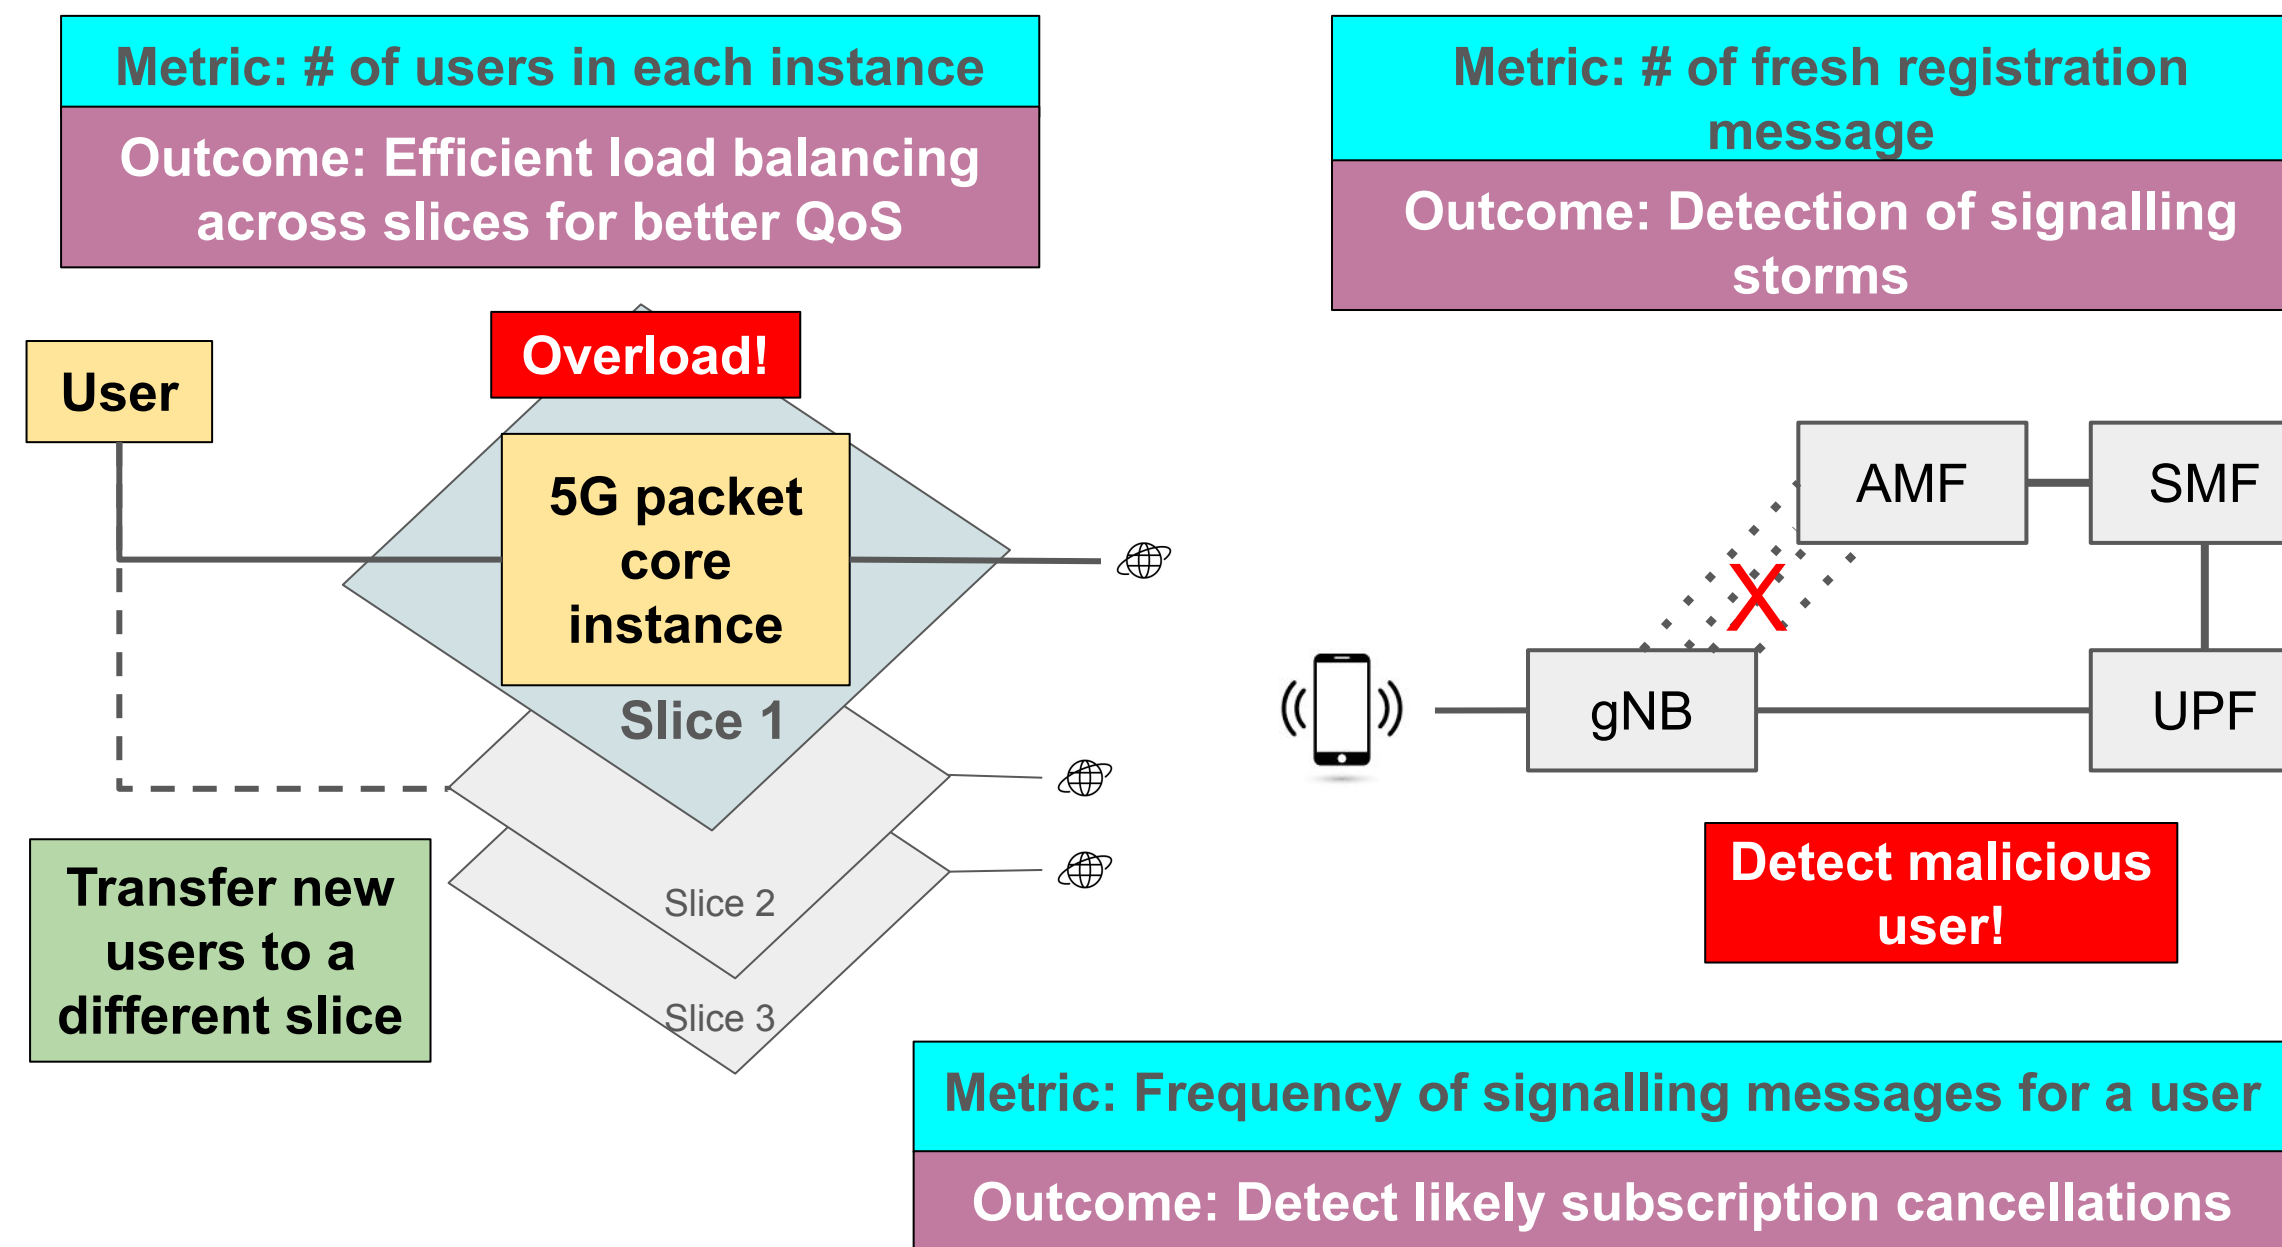 Metric: # of users in each instance
Outcome: Efficient load balancing
across slices for better QoS
Metric: # of fresh registration
message
Outcome: Detection of signalling
storms
Overload!
User
5G packet
core
instance
Slice 1
Slice 2
Slice 3
Transfer new
users to a
different slice
AMF
SMF
X
gNB
UPF
Detect malicious
user!
Metric: Frequency of signalling messages for a user
Outcome: Detect likely subscription cancellations